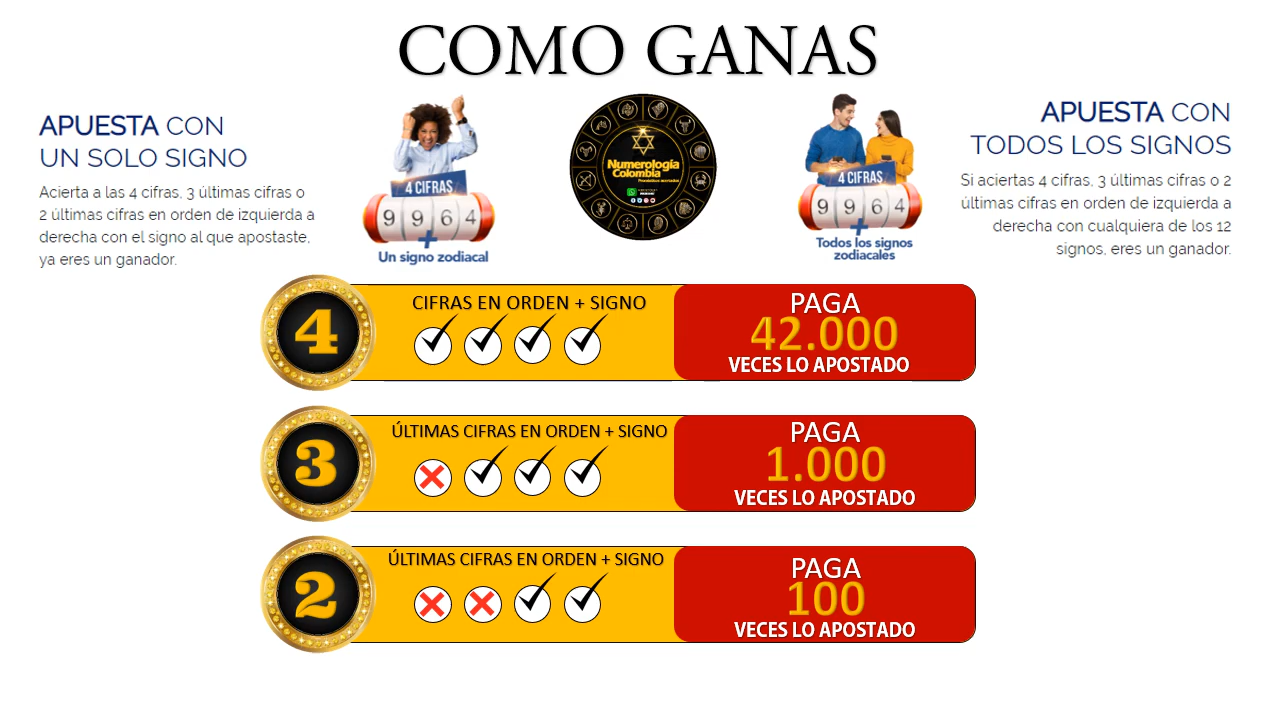 COMO GANAS
APUESTA CON
UN SOLO SIGNO
Acierta a las 4 cifras, 3 últimas cifras o
2 últimas cifras en orden de izquierda a
derecha con el signo al que apostaste,
ya eres un ganador.
4 CIFRAS
9 9 6 4
+
Un signo zodiacal
Numerología
Colombia
4 CIFRAS
9 9 6 4
+
Todos los signos
zodiacales
APUESTA CON
TODOS LOS SIGNOS
Si aciertas 4 cifras, 3 últimas cifras o 2
últimas cifras en orden de izquierda a
derecha con cualquiera de los 12
signos, eres un ganador.
4
CIFRAS EN ORDEN + SIGNO
PAGA
42.000
VECES LO APOSTADO
3
ÚLTIMAS CIFRAS EN ORDEN + SIGNO
PAGA
1.000
VECES LO APOSTADO
2
ÚLTIMAS CIFRAS EN ORDEN + SIGNO
PAGA
100
VECES LO APOSTADO